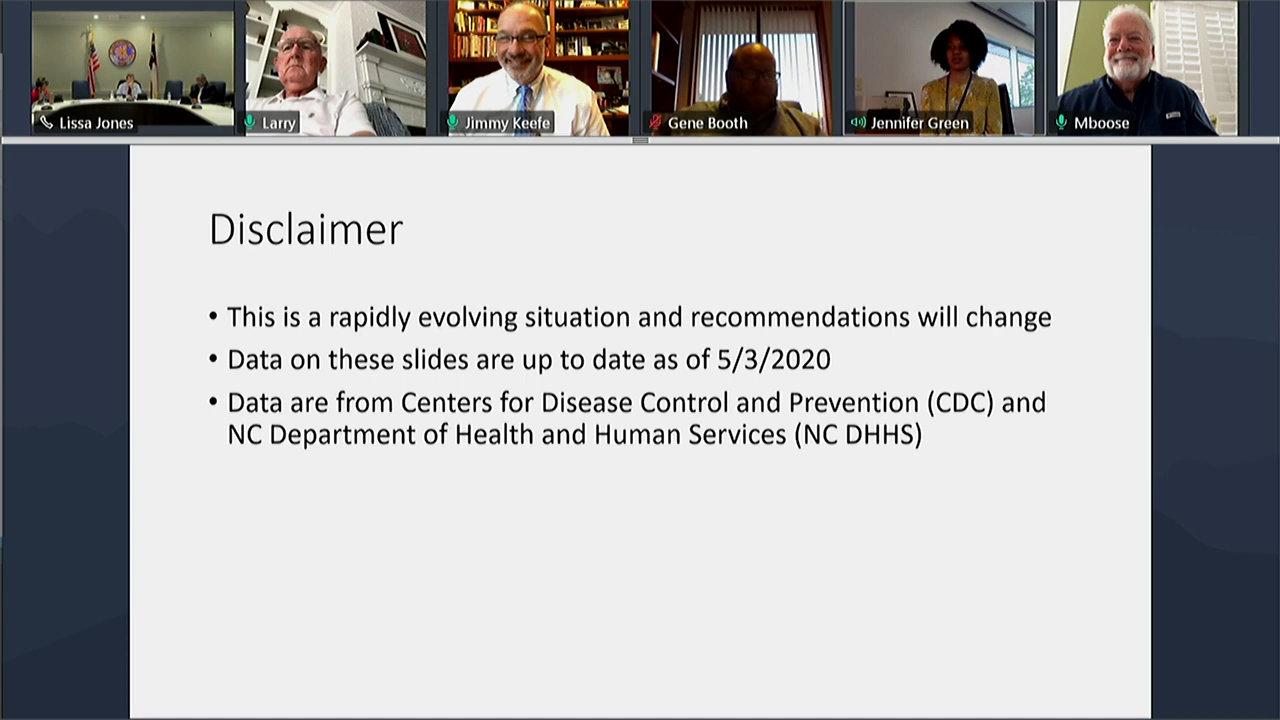 Lissa Jones
Larry
Jimmy Keefe
Gene Booth
Jennifer Green
Mboose
Disclaimer
• This is a rapidly evolving situation and recommendations will change
• Data on these slides are up to date as of 5/3/2020
• Data are from Centers for Disease Control and Prevention (CDC) and
NC Department of Health and Human Services (NC DHHS)